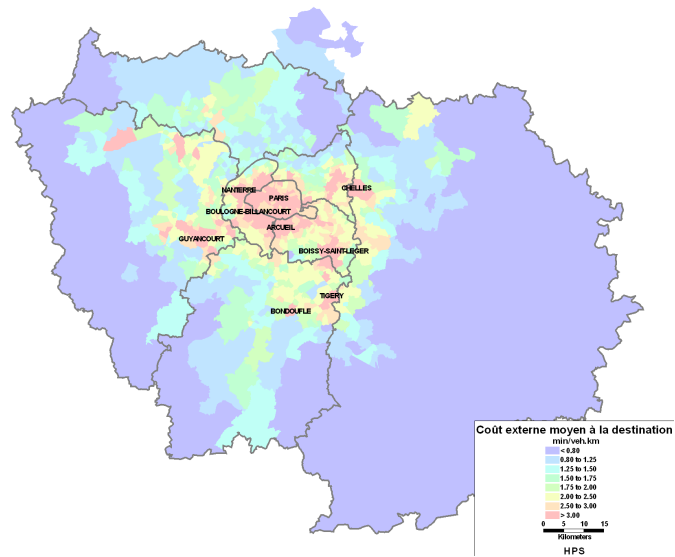 NANTERRE
CHELLES
PARIS
BOULOGNE-BILLANCOURT
ARCUEIL
GUYANCOURT
BOISSY-SAINT-LEGER
TIGERY
BONDOUFLE
Coût externe moyen à la destination
min/veh.km
< 0.80
0.80 to 1.25
1.25 to 1.50
1.50 to 1.75
1.75 to 2.00
2.00 to 2.50
2.50 to 3.00
> 3.00
0 5 10 15
Kilometers
HPS